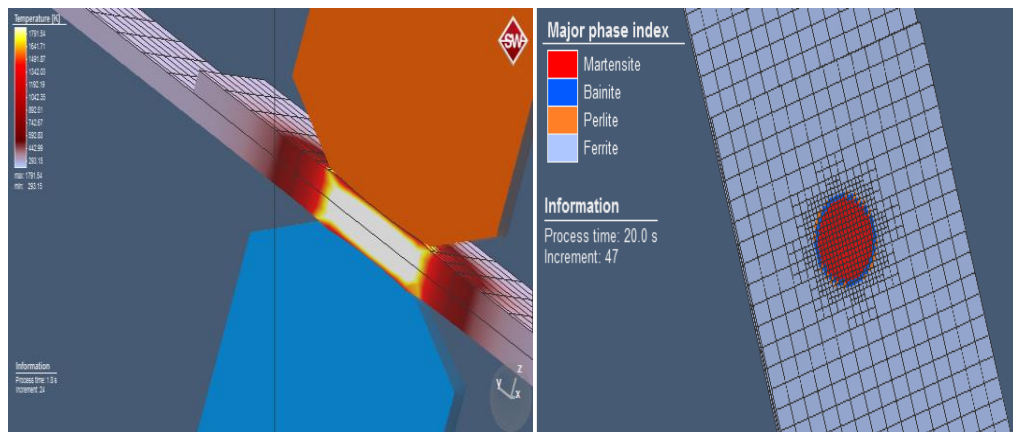 Temperature [K]
1791.84
1641.71
1491.87
1342.03
1192.19
1042.35
892.51
742.67
592.83
442.99
293.15
max: 1791.84
min: 293.15
SW
Information
Process time: 1.0 s
Increment: 24
Z
Y
X
Major phase index
Martensite
Bainite
Perlite
Ferrite
Information
Process time: 20.0 s
Increment: 47